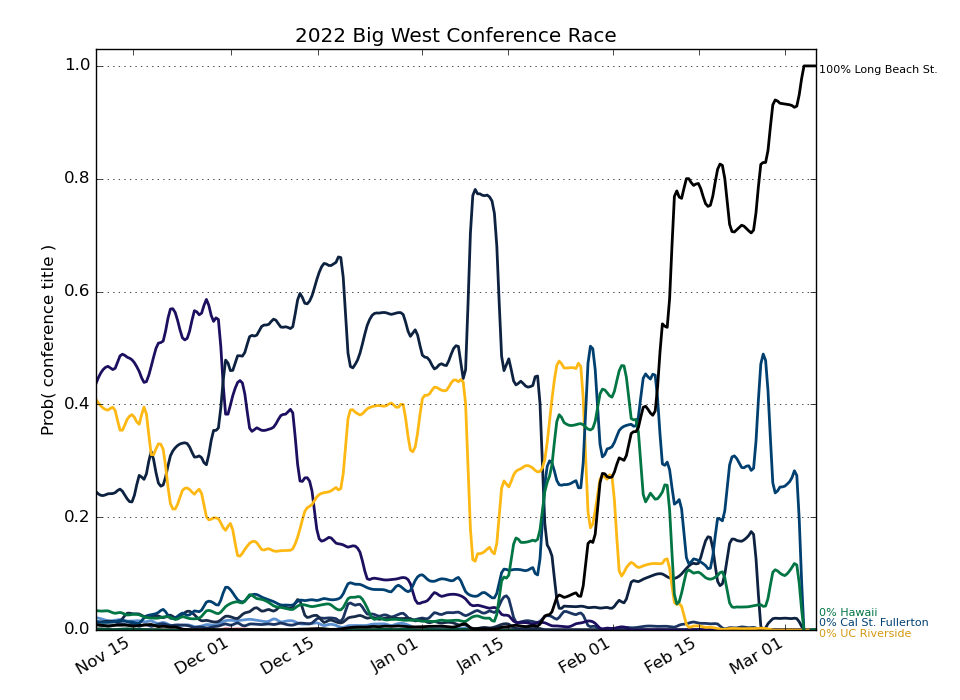 2022 Big West Conference Race
Prob( conference title )
1.0
0.8
0.6
0.4
0.2
0.0
Nov 15
Dec 01
Dec 15
Jan 01
Jan 15
Feb 01
Feb 15
Mar 01
100% Long Beach St.
0% Hawaii
0% Cal St. Fullerton
0% UC Riverside